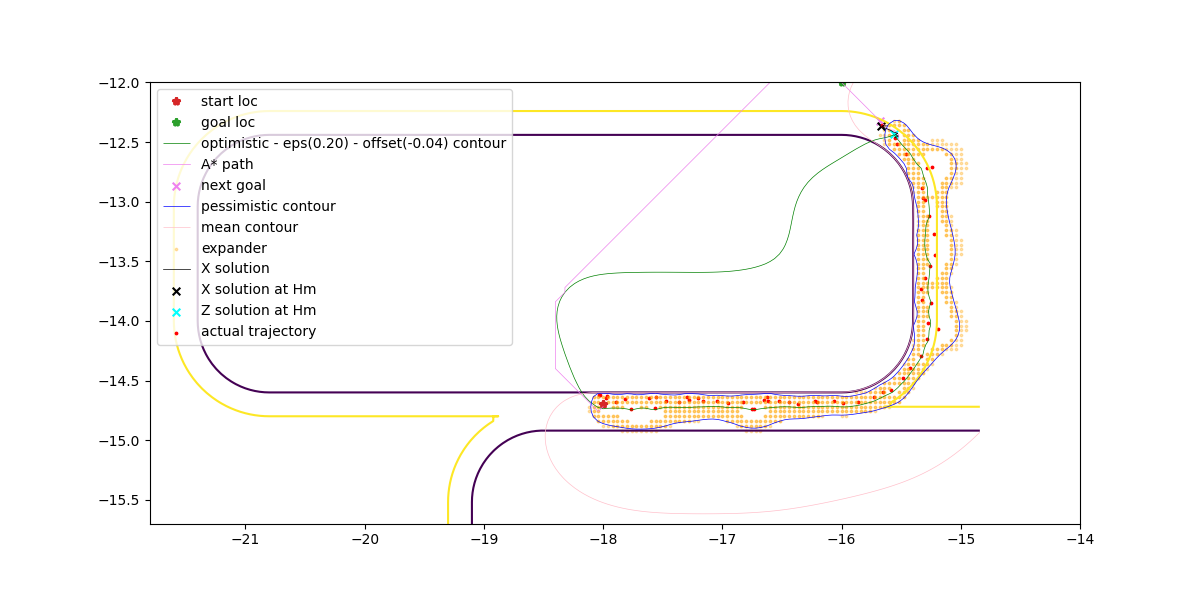 −12.0
−12.5
−13.0
−13.5
−14.0
−14.5
−15.0
−15.5
start loc
goal loc
optimistic - eps(0.20) - offset(-0.04) contour
A* path
next goal
pessimistic contour
mean contour
expander
X solution
X solution at Hm
Z solution at Hm
actual trajectory
−21 −20 −19 −18 −17 −16 −15 −14